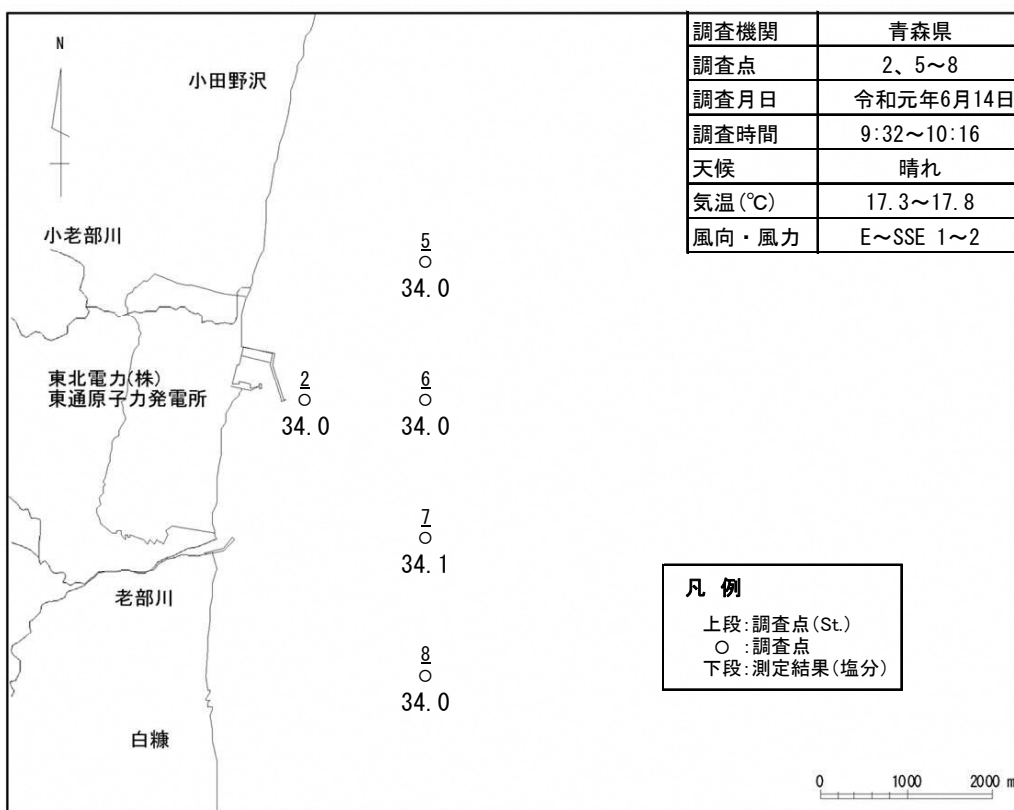 調査機関 青森県
調査点 2、5～8
調査月日 令和元年6月14日
調査時間 9:32～10:16
天候 晴れ
気温(℃) 17.3～17.8
風向・風力 E～SSE 1～2
N
小田野沢
小老部川
5
34.0
東北電力(株)
東通原子力発電所
2
34.0
6
34.0
7
34.1
老部川
8
34.0
白糠
凡 例
上段:調査点(St.)
○ :調査点
下段:測定結果(塩分)
0 1000 2000 m